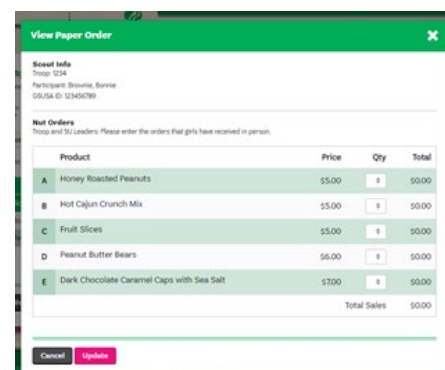 View Paper Order
Scout Info
Troop: 1234
Participant: Brownie, Bonnie
GSUSA ID: 123456789
Nut Orders
Troop and SU Leaders: Please enter the orders that girls have received in person.
Product Price Qty Total
A Honey Roasted Peanuts $5.00 0 $0.00
B Hot Cajun Crunch Mix $5.00 0 $0.00
C Fruit Slices $5.00 0 $0.00
D Peanut Butter Bears $6.00 0 $0.00
E Dark Chocolate Caramel Caps with Sea Salt $7.00 0 $0.00
Total Sales $0.00
Cancel Update